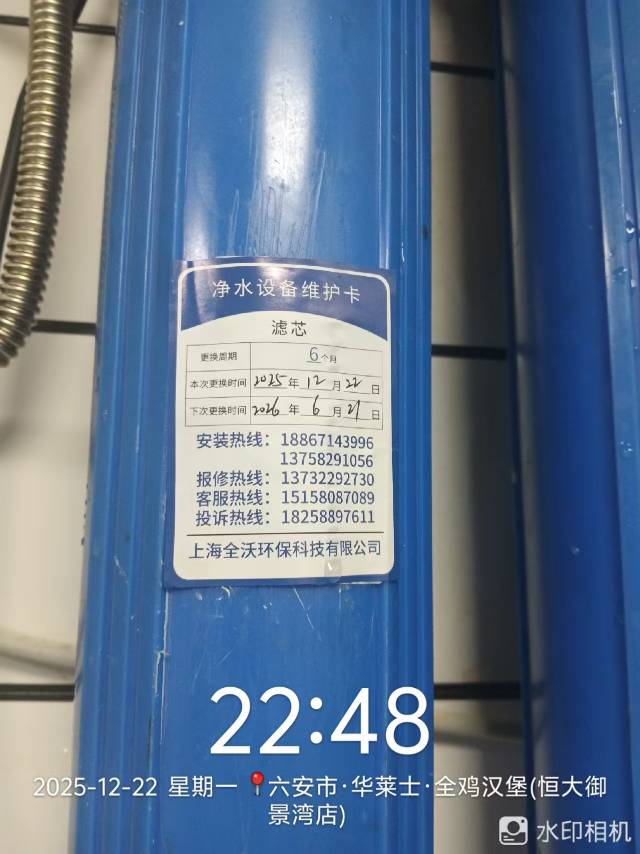 净水设备维护卡
滤芯
更换周期 6个月
本次更换时间 2025年12月22日
下次更换时间 2026年6月21日
安装热线：18867143996
13758291056
报修热线：13732292730
客服热线：15158087089
投诉热线：18258897611
上海全沃环保科技有限公司
22:48
2025-12-22 星期一 📍六安市·华莱士·全鸡汉堡(恒大御
景湾店)
水印相机